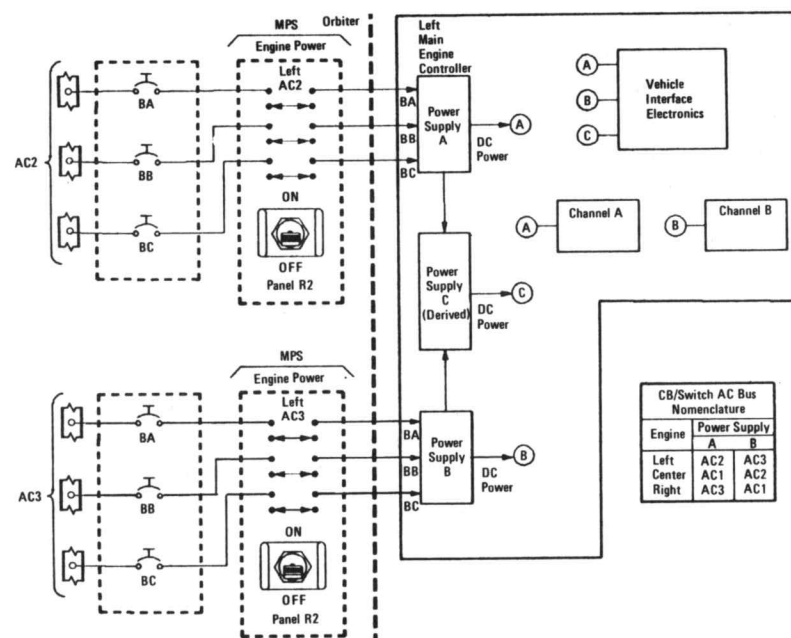 MPS
Orbiter
Engine Power
Left
AC2
BA
BB
BC
AC2
ON
OFF
Panel R2
Left
Main
Engine
Controller
BA
BB
BC
Power
Supply
A
DC
Power
A
Power
Supply
C
(Derived)
DC
Power
C
A
B
C
Vehicle
Interface
Electronics
A
Channel A
B
Channel B
MPS
Engine Power
Left
AC3
BA
BB
BC
AC3
ON
OFF
Panel R2
BA
BB
BC
Power
Supply
B
DC
Power
B
CB/Switch AC Bus
Nomenclature
Engine Power Supply
A B
Left AC2 AC3
Center AC1 AC2
Right AC3 AC1